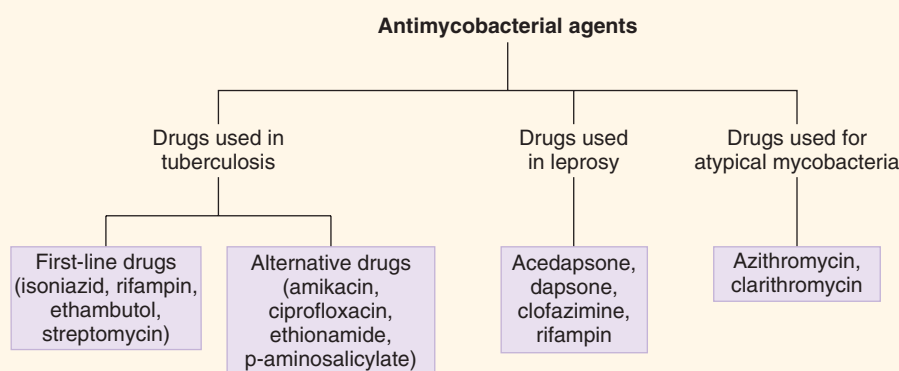 Antimycobacterial agents
Drugs used in
tuberculosis
Drugs used
in leprosy
Drugs used for
atypical mycobacteria
First-line drugs
(isoniazid, rifampin,
ethambutol,
streptomycin)
Alternative drugs
(amikacin,
ciprofloxacin,
ethionamide,
p-aminosalicylate)
Acedapsone,
dapsone,
clofazimine,
rifampin
Azithromycin,
clarithromycin